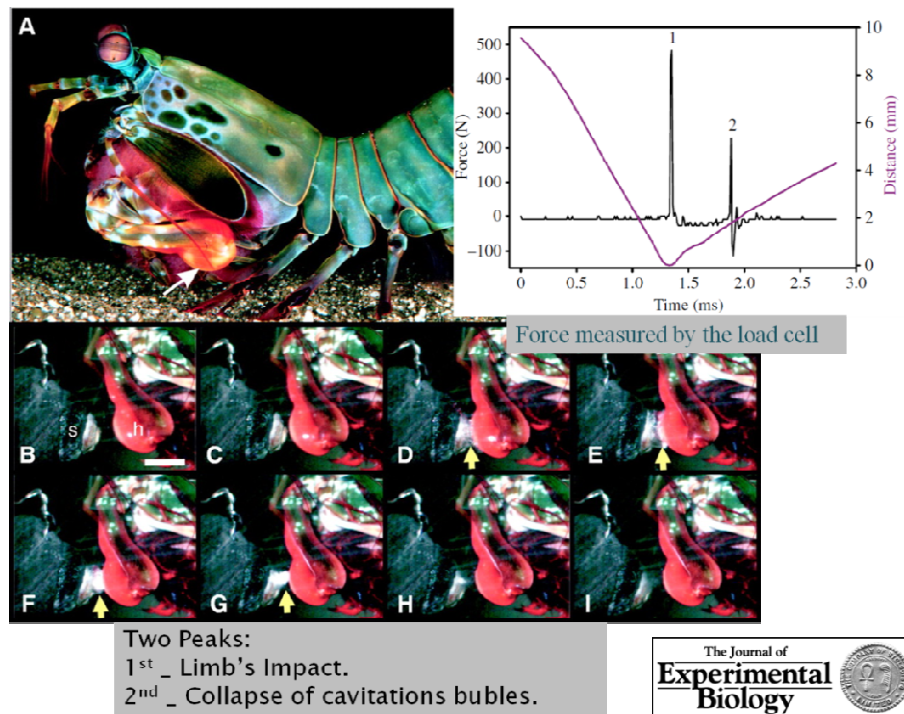 A
500
400
300
200
100
0
−100
Force (N)
1
2
10
8
6
4
2
0
Distance (mm)
0 0.5 1.0 1.5 2.0 2.5 3.0
Time (ms)
Force measured by the load cell
s h
B C D E
F G H I
Two Peaks:
1st _ Limb's Impact.
2nd _ Collapse of cavitations bubles.
The Journal of
Experimental
Biology